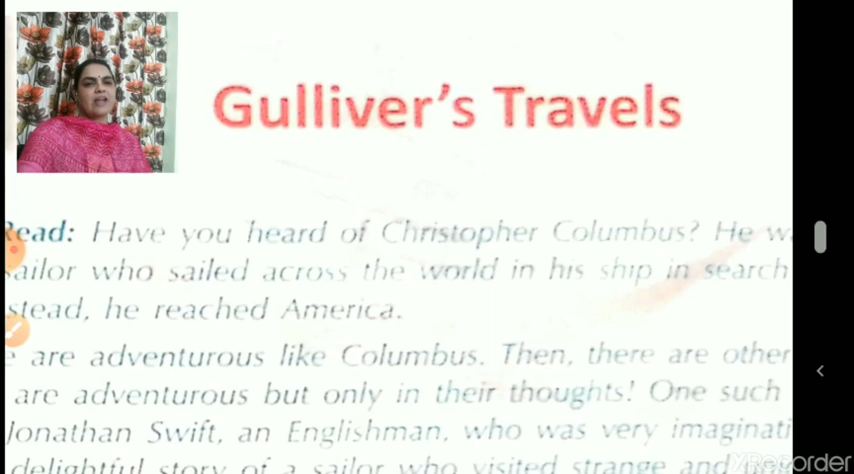 Gulliver's Travels
Read: Have you heard of Christopher Columbus? He
sailor who sailed across the world in his ship in search
stead, he reached America.
are adventurous like Columbus. Then, there are other
are adventurous but only in their thoughts! One such
Jonathan Swift, an Englishman, who was very imaginati
delightful story of a sailor who visited strange and
XRecorder